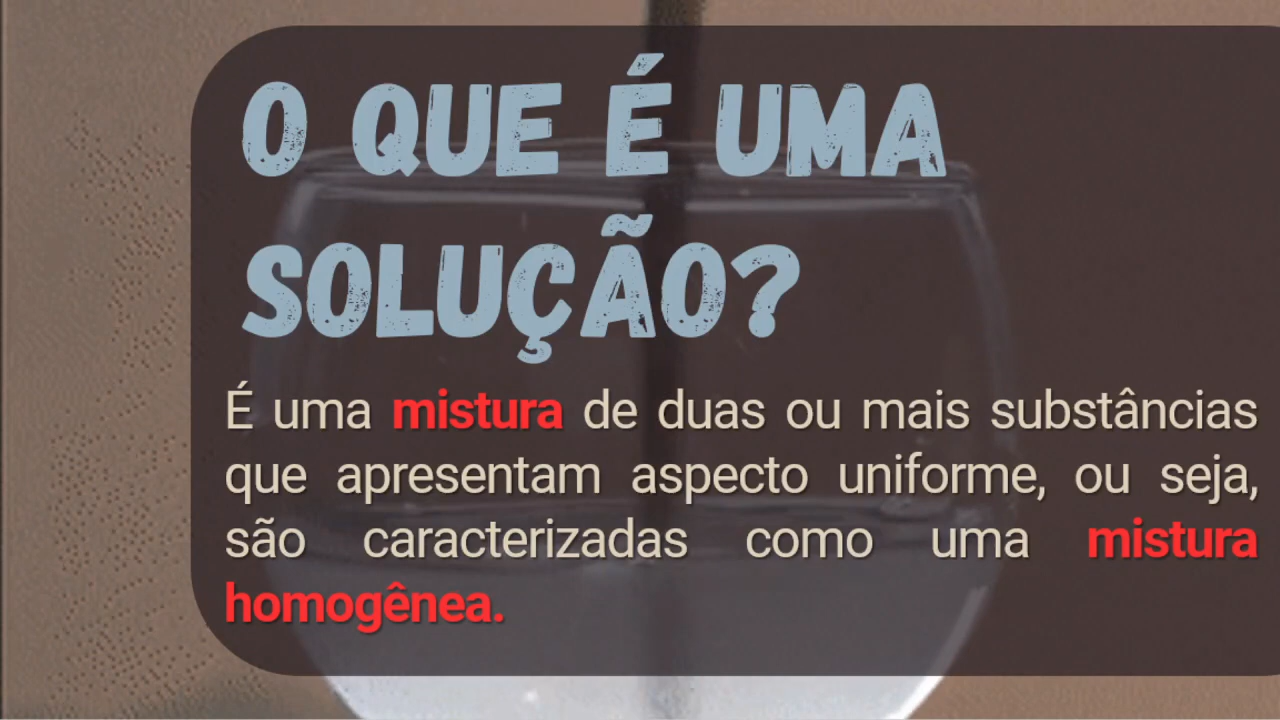 O QUE É UMA
SOLUÇÃO?
É uma mistura de duas ou mais substâncias
que apresentam aspecto uniforme, ou seja,
são caracterizadas como uma mistura
homogênea.